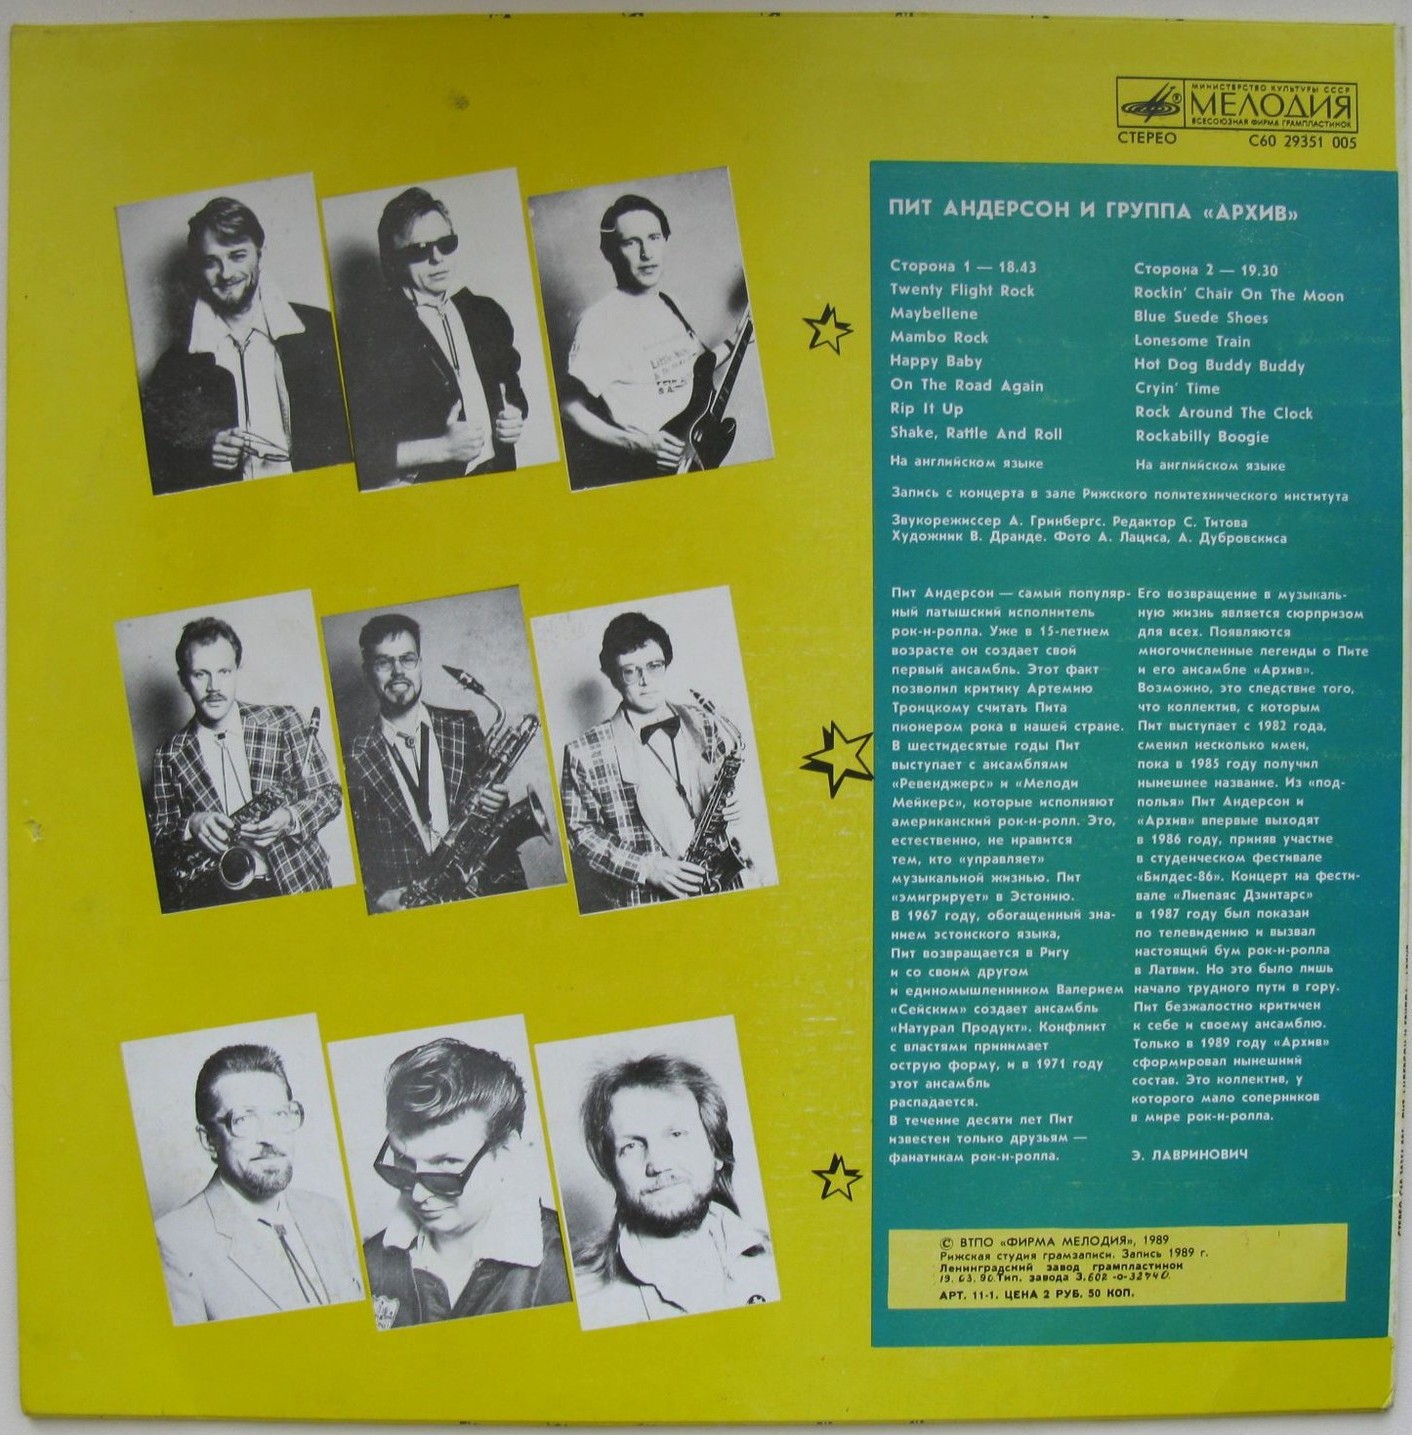 МИНИСТЕРСТВО КУЛЬТУРЫ СССР
МЕЛОДИЯ
ВСЕСОЮЗНАЯ ФИРМА ГРАМПЛАСТИНОК
СТЕРЕО С60 29351 005
ПИТ АНДЕРСОН И ГРУППА «АРХИВ»
Сторона 1 — 18.43
Twenty Flight Rock
Maybellene
Mambo Rock
Happy Baby
On The Road Again
Rip It Up
Shake, Rattle And Roll
На английском языке
Сторона 2 — 19.30
Rockin' Chair On The Moon
Blue Suede Shoes
Lonesome Train
Hot Dog Buddy Buddy
Cryin' Time
Rock Around The Clock
Rockabilly Boogie
На английском языке
Запись с концерта в зале Рижского политехнического института
Звукорежиссер А. Гринбергс. Редактор С. Титова
Художник В. Дранде. Фото А. Лациса, А. Дубровскиса
Пит Андерсон — самый популяр-
ный латышский исполнитель
рок-н-ролла. Уже в 15-летнем
возрасте он создает свой
первый ансамбль. Этот факт
позволил критику Артемию
Троицкому считать Пита
пионером рока в нашей стране.
В шестидесятые годы Пит
выступает с ансамблями
«Ревенджерс» и «Мелоди
Мейкерс», которые исполняют
американский рок-н-ролл. Это,
естественно, не нравится
тем, кто «управляет»
музыкальной жизнью. Пит
«эмигрирует» в Эстонию.
В 1967 году, обогащенный зна-
нием эстонского языка,
Пит возвращается в Ригу
и со своим другом
и единомышленником Валерием
«Сейским» создает ансамбль
«Натурал Продукт». Конфликт
с властями принимает
острую форму, и в 1971 году
этот ансамбль
распадается.
В течение десяти лет Пит
известен только друзьям —
фанатикам рок-н-ролла.
Его возвращение в музыкаль-
ную жизнь является сюрпризом
для всех. Появляются
многочисленные легенды о Пите
и его ансамбле «Архив».
Возможно, это следствие того,
что коллектив, с которым
Пит выступает с 1982 года,
сменил несколько имен,
пока в 1985 году получил
нынешнее название. Из «под-
полья» Пит Андерсон и
«Архив» впервые выходят
в 1986 году, приняв участие
в студенческом фестивале
«Билдес-86». Концерт на фести-
вале «Лиепаяс Дзинтарс»
в 1987 году был показан
по телевидению и вызвал
настоящий бум рок-н-ролла
в Латвии. Но это было лишь
начало трудного пути в гору.
Пит безжалостно критичен
к себе и своему ансамблю.
Только в 1989 году «Архив»
сформировал нынешний
состав. Это коллектив, у
которого мало соперников
в мире рок-н-ролла.
Э. ЛАВРИНОВИЧ
© ВТПО «ФИРМА МЕЛОДИЯ», 1989
Рижская студия грамзаписи. Запись 1989 г.
Ленинградский завод грампластинок
19.03.90. Тип. завода З.602-0-32740.
АРТ. 11-1. ЦЕНА 2 РУБ. 50 КОП.